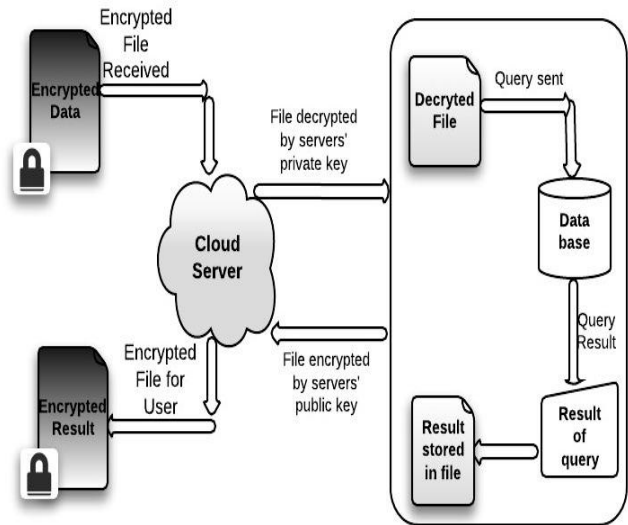 Encrypted
File
Received
Encrypted
Data
File decrypted
by servers'
private key
Decryted
File
Query sent
Data
base
Cloud
Server
Query
Result
File encrypted
by servers'
public key
Encrypted
File for
User
Encrypted
Result
Result
stored
in file
Result
of
query